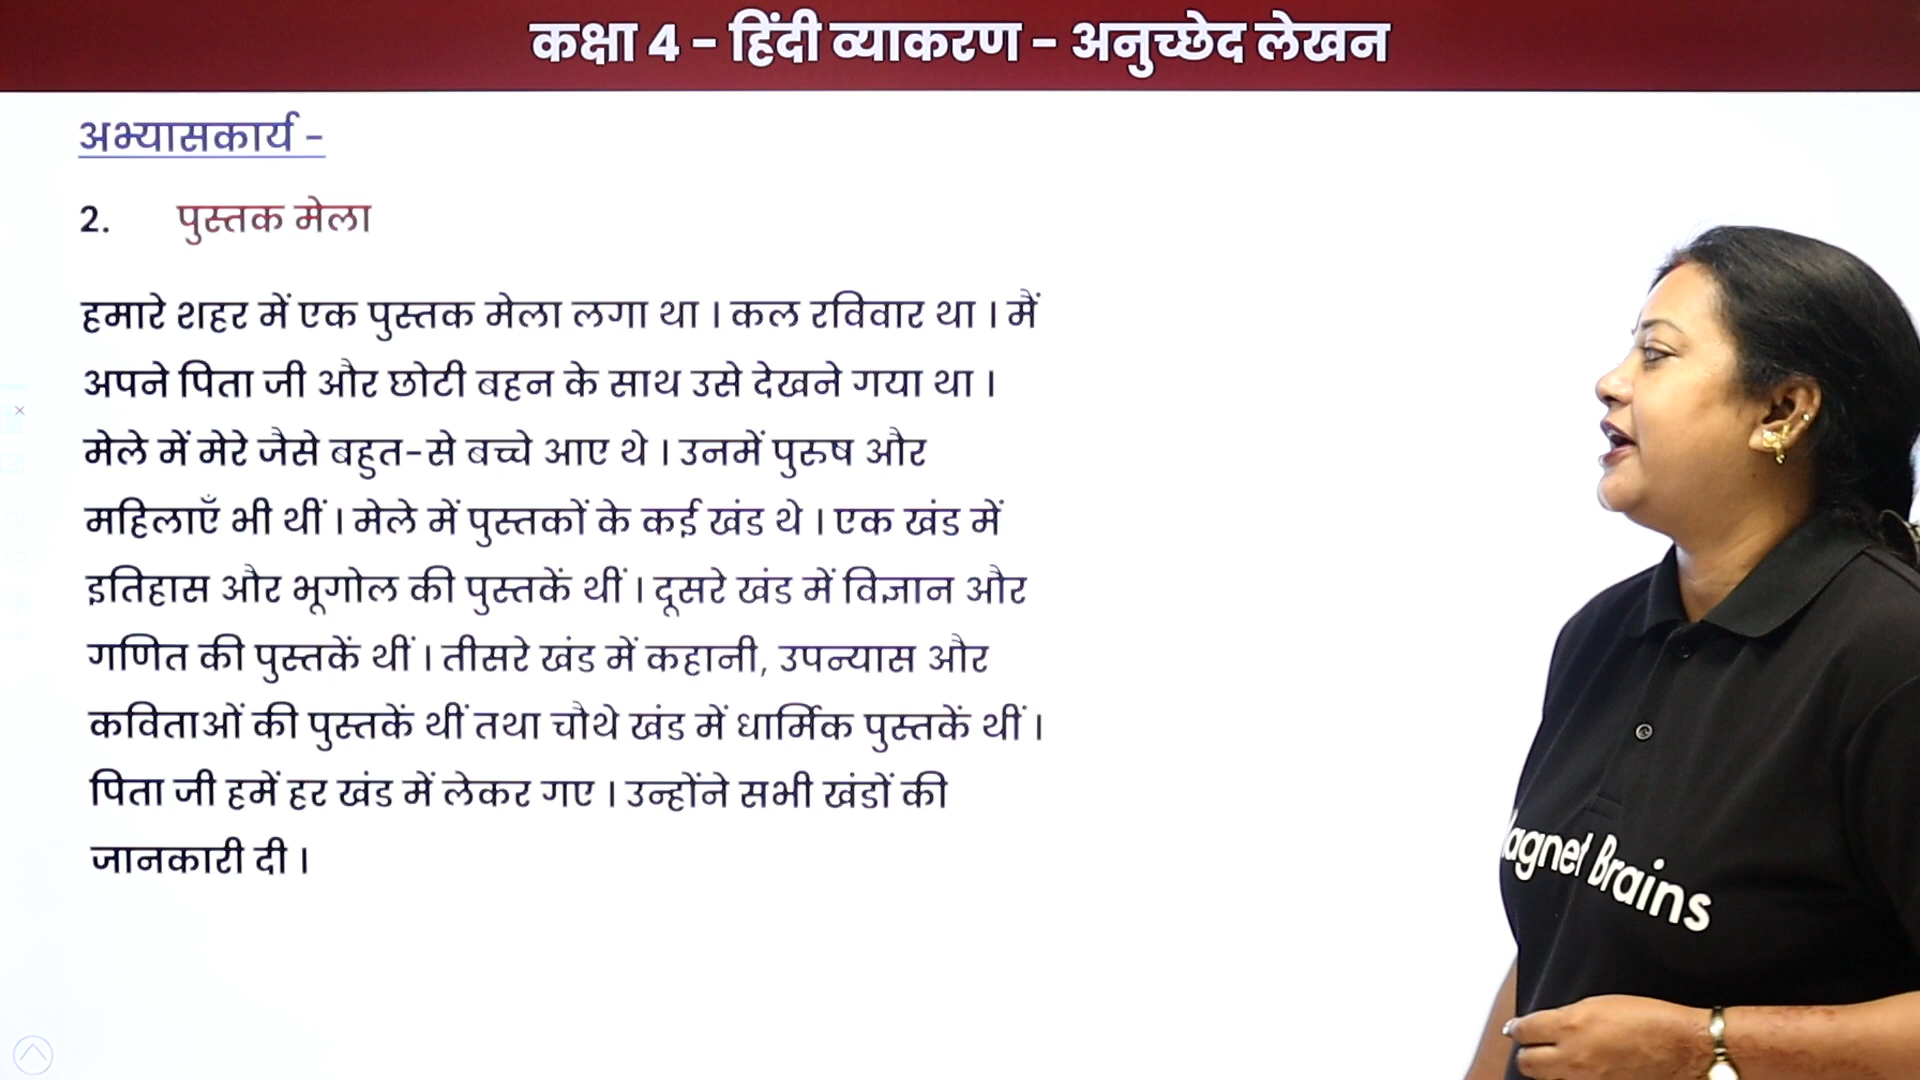 कक्षा 4 - हिंदी व्याकरण - अनुच्छेद लेखन
अभ्यासकार्य -
2. पुस्तक मेला
हमारे शहर में एक पुस्तक मेला लगा था । कल रविवार था । मैं
अपने पिता जी और छोटी बहन के साथ उसे देखने गया था ।
मेले में मेरे जैसे बहुत-से बच्चे आए थे । उनमें पुरुष और
महिलाएँ भी थीं । मेले में पुस्तकों के कई खंड थे । एक खंड में
इतिहास और भूगोल की पुस्तकें थीं । दूसरे खंड में विज्ञान और
गणित की पुस्तकें थीं । तीसरे खंड में कहानी, उपन्यास और
कविताओं की पुस्तकें थीं तथा चौथे खंड में धार्मिक पुस्तकें थीं ।
पिता जी हमें हर खंड में लेकर गए । उन्होंने सभी खंडों की
जानकारी दी ।
agnet Brains